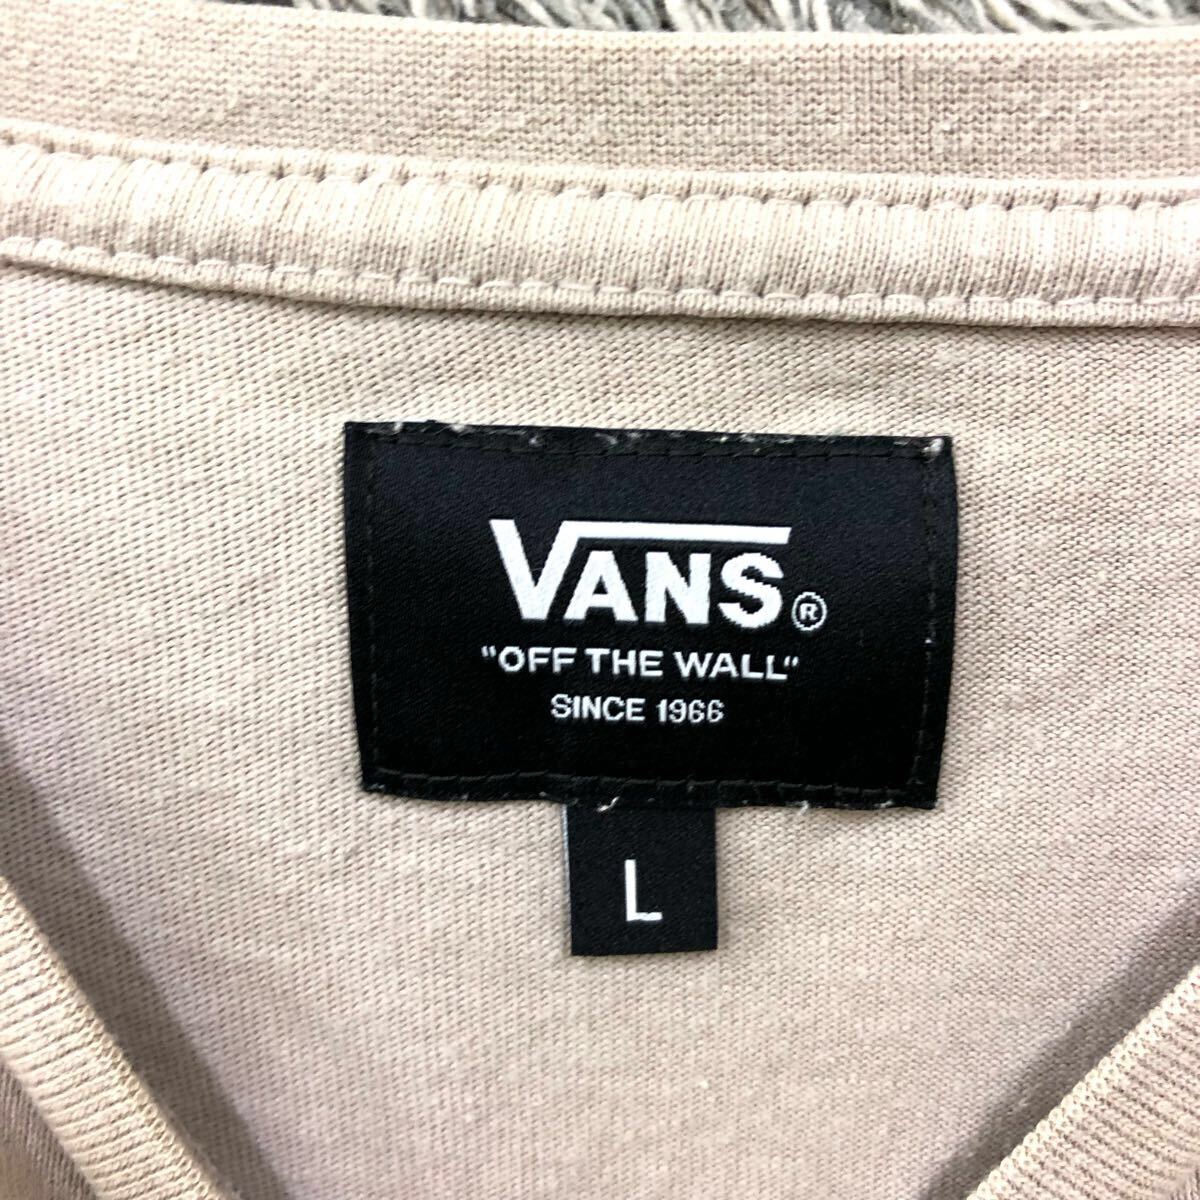 VANS®
"OFF THE WALL"
SINCE 1966
L